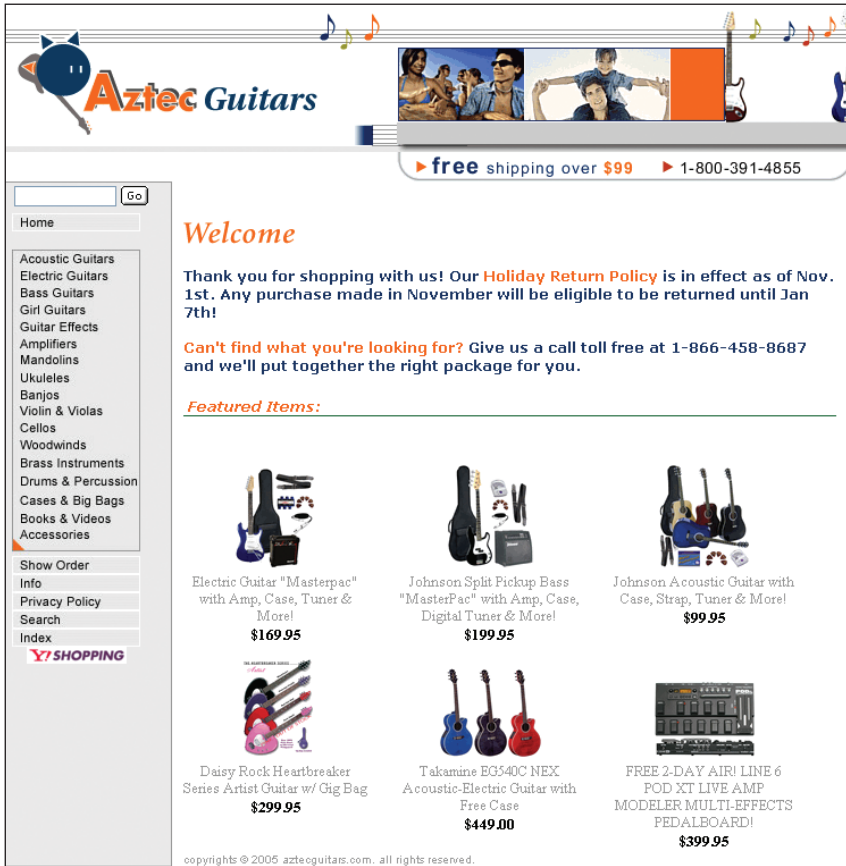 Aztec Guitars
free shipping over $99 1-800-391-4855
Go
Home
Acoustic Guitars
Electric Guitars
Bass Guitars
Girl Guitars
Guitar Effects
Amplifiers
Mandolins
Ukuleles
Banjos
Violin & Violas
Cellos
Woodwinds
Brass Instruments
Drums & Percussion
Cases & Big Bags
Books & Videos
Accessories
Show Order
Info
Privacy Policy
Search
Index
Y! SHOPPING
Welcome
Thank you for shopping with us! Our Holiday Return Policy is in effect as of Nov.
1st. Any purchase made in November will be eligible to be returned until Jan
7th!
Can't find what you're looking for? Give us a call toll free at 1-866-458-8687
and we'll put together the right package for you.
Featured Items:
Electric Guitar "Masterpac"
with Amp, Case, Tuner &
More!
$169.95
Johnson Split Pickup Bass
"MasterPac" with Amp, Case,
Digital Tuner & More!
$199.95
Johnson Acoustic Guitar with
Case, Strap, Tuner & More!
$99.95
THE HEARTBREAKER SERIES
Artist
Daisy Rock Heartbreaker
Series Artist Guitar w/ Gig Bag
$299.95
Takamine EG540C NEX
Acoustic-Electric Guitar with
Free Case
$449.00
FREE 2-DAY AIR! LINE 6
POD XT LIVE AMP
MODELER MULTI-EFFECTS
PEDALBOARD!
$399.95
copyrights © 2005 aztecguitars.com. all rights reserved.